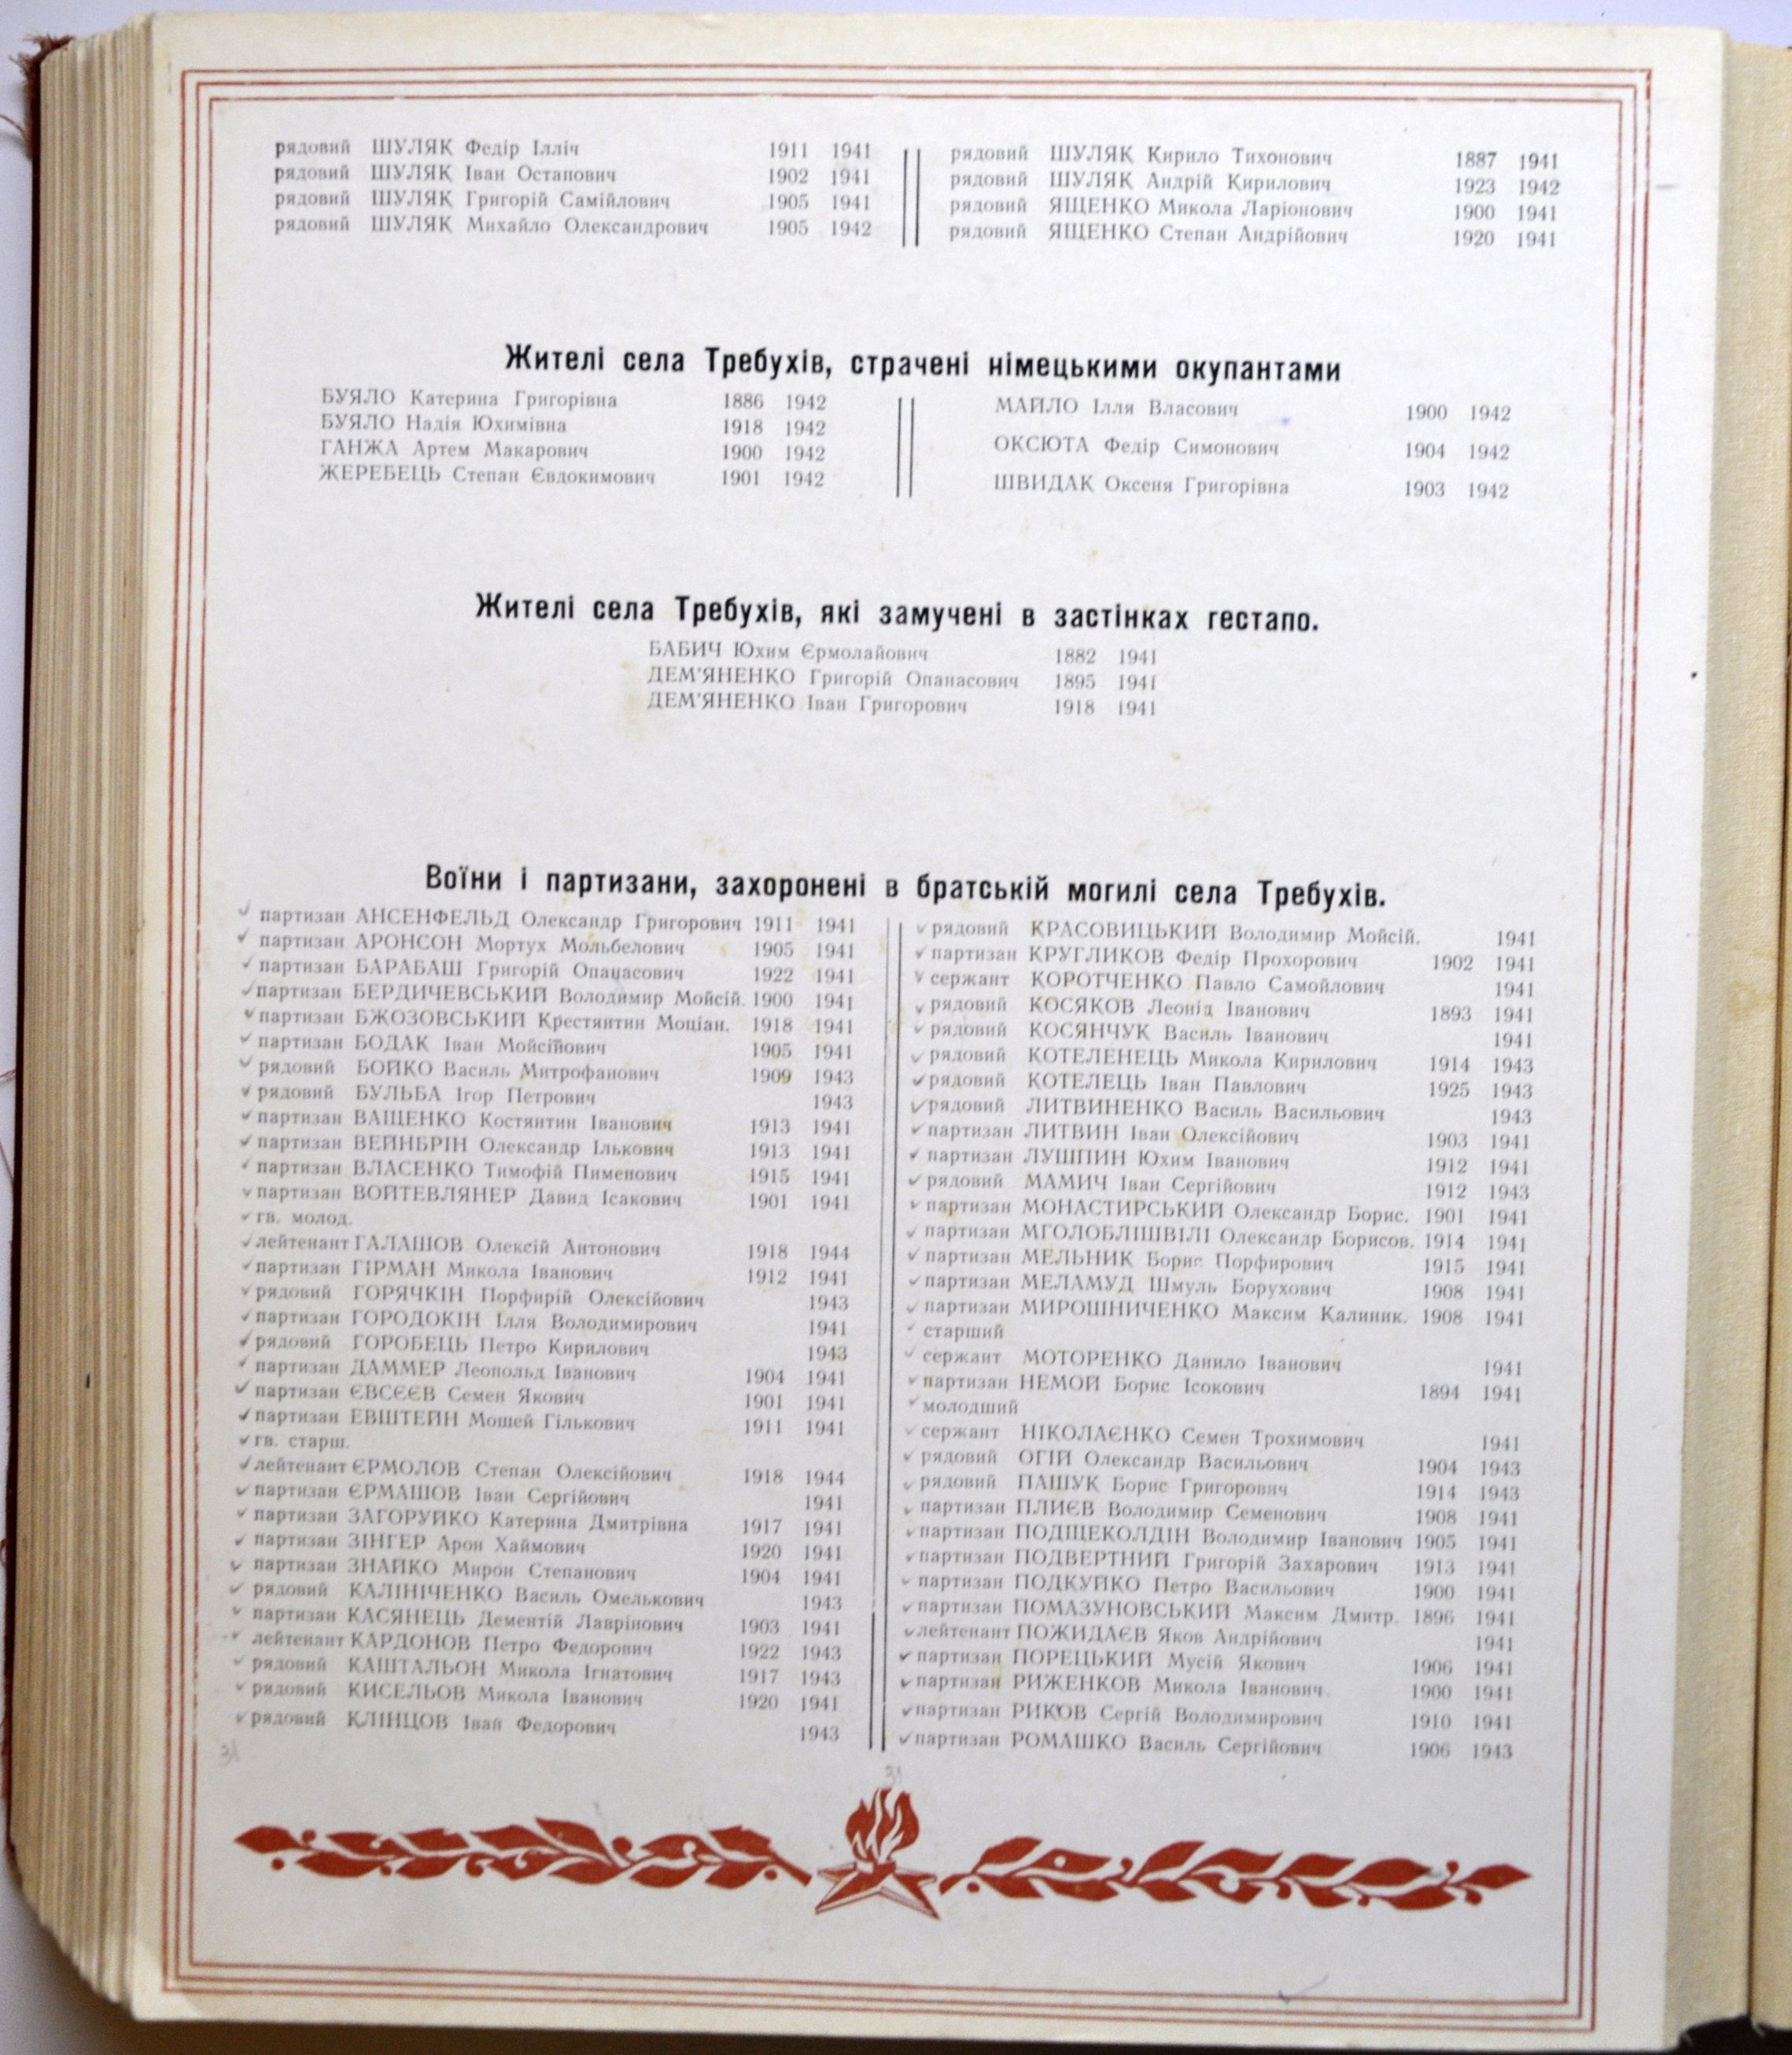 рядовий ШУЛЯК Федір Ілліч 1911 1941
рядовий ШУЛЯК Іван Остапович 1902 1941
рядовий ШУЛЯК Григорій Самійлович 1905 1941
рядовий ШУЛЯК Михайло Олександрович 1905 1942
рядовий ШУЛЯК Кирило Тихонович 1887 1941
рядовий ШУЛЯК Андрій Кирилович 1923 1942
рядовий ЯЩЕНКО Микола Ларіонович 1900 1941
рядовий ЯЩЕНКО Степан Андрійович 1920 1941
Жителі села Требухів, страчені німецькими окупантами
БУЯЛО Катерина Григорівна 1886 1942
БУЯЛО Надія Юхимівна 1918 1942
ГАНЖА Артем Макарович 1900 1942
ЖЕРЕБЕЦЬ Степан Євдокимович 1901 1942
МАЙЛО Ілля Власович 1900 1942
ОКСЮТА Федір Симонович 1904 1942
ШВИДАК Оксеня Григорівна 1903 1942
Жителі села Требухів, які замучені в застінках гестапо.
БАБИЧ Юхим Єрмолайович 1882 1941
ДЕМ'ЯНЕНКО Григорій Опанасович 1895 1941
ДЕМ'ЯНЕНКО Іван Григорович 1918 1941
Воїни і партизани, захоронені в братській могилі села Требухів.
партизан АНСЕНФЕЛЬД Олександр Григорович 1911 1941
партизан АРОНСОН Мортух Мольбелович 1905 1941
партизан БАРАБАШ Григорій Опанасович 1922 1941
партизан БЕРДИЧЕВСЬКИЙ Володимир Мойсій. 1900 1941
партизан БЖОЗОВСЬКИЙ Крестянтин Моціан. 1918 1941
партизан БОДАК Іван Мойсійович 1905 1941
рядовий БОЙКО Василь Митрофанович 1909 1943
рядовий БУЛЬБА Ігор Петрович 1943
партизан ВАЩЕНКО Костянтин Іванович 1913 1941
партизан ВЕЙНБРІН Олександр Ількович 1913 1941
партизан ВЛАСЕНКО Тимофій Пименович 1915 1941
партизан ВОЙТЕВЛЯНЕР Давид Ісакович 1901 1941
гв. молод.
лейтенант ГАЛАШОВ Олексій Антонович 1918 1944
партизан ГІРМАН Микола Іванович 1912 1941
рядовий ГОРЯЧКІН Порфирій Олексійович 1943
партизан ГОРОДОКІН Ілля Володимирович 1941
рядовий ГОРОБЕЦЬ Петро Кирилович 1943
партизан ДАММЕР Леопольд Іванович 1904 1941
партизан ЄВСЄЄВ Семен Якович 1901 1941
партизан ЕВШТЕЙН Мошей Гількович 1911 1941
гв. старш.
лейтенант ЄРМОЛОВ Степан Олексійович 1918 1944
партизан ЄРМАШОВ Іван Сергійович 1941
партизан ЗАГОРУЙКО Катерина Дмитрівна 1917 1941
партизан ЗІНГЕР Арон Хаймович 1920 1941
партизан ЗНАЙКО Мирон Степанович 1904 1941
рядовий КАЛІНІЧЕНКО Василь Омелькович 1943
партизан КАСЯНЕЦЬ Дементій Лаврінович 1903 1941
лейтенант КАРДОНОВ Петро Федорович 1922 1943
рядовий КАШТАЛЬОН Микола Ігнатович 1917 1943
рядовий КИСЕЛЬОВ Микола Іванович 1920 1941
рядовий КЛІНЦОВ Іван Федорович 1943
рядовий КРАСОВИЦЬКИЙ Володимир Мойсій. 1941
партизан КРУГЛИКОВ Федір Прохорович 1902 1941
сержант КОРОТЧЕНКО Павло Самойлович 1941
рядовий КОСЯКОВ Леонід Іванович 1893 1941
рядовий КОСЯНЧУК Василь Іванович 1941
рядовий КОТЕЛЕНЕЦЬ Микола Кирилович 1914 1943
рядовий КОТЕЛЕЦЬ Іван Павлович 1925 1943
рядовий ЛИТВИНЕНКО Василь Васильович 1943
партизан ЛИТВИН Іван Олексійович 1903 1941
партизан ЛУШПИН Юхим Іванович 1912 1941
рядовий МАМИЧ Іван Сергійович 1912 1943
партизан МОНАСТИРСЬКИЙ Олександр Борис. 1901 1941
партизан МГОЛОБЛІШВІЛІ Олександр Борисов. 1914 1941
партизан МЕЛЬНИК Борис Порфирович 1915 1941
партизан МЕЛАМУД Шмуль Борухович 1908 1941
партизан МИРОШНИЧЕНКО Максим Калиник. 1908 1941
старший
сержант МОТОРЕНКО Данило Іванович 1941
партизан НЕМОЙ Борис Ісокович 1894 1941
молодший
сержант НІКОЛАЄНКО Семен Трохимович 1941
рядовий ОГІЙ Олександр Васильович 1904 1943
рядовий ПАШУК Борис Григорович 1914 1943
партизан ПЛИЄВ Володимир Семенович 1908 1941
партизан ПОДЩЕКОЛДІН Володимир Іванович 1905 1941
партизан ПОДВЕРТНИЙ Григорій Захарович 1913 1941
партизан ПОДКУЙКО Петро Васильович 1900 1941
партизан ПОМАЗУНОВСЬКИЙ Максим Дмитр. 1896 1941
лейтенант ПОЖИДАЄВ Яков Андрійович 1941
партизан ПОРЕЦЬКИЙ Мусій Якович 1906 1941
партизан РИЖЕНКОВ Микола Іванович 1900 1941
партизан РИКОВ Сергій Володимирович 1910 1941
партизан РОМАШКО Василь Сергійович 1906 1943
31
31